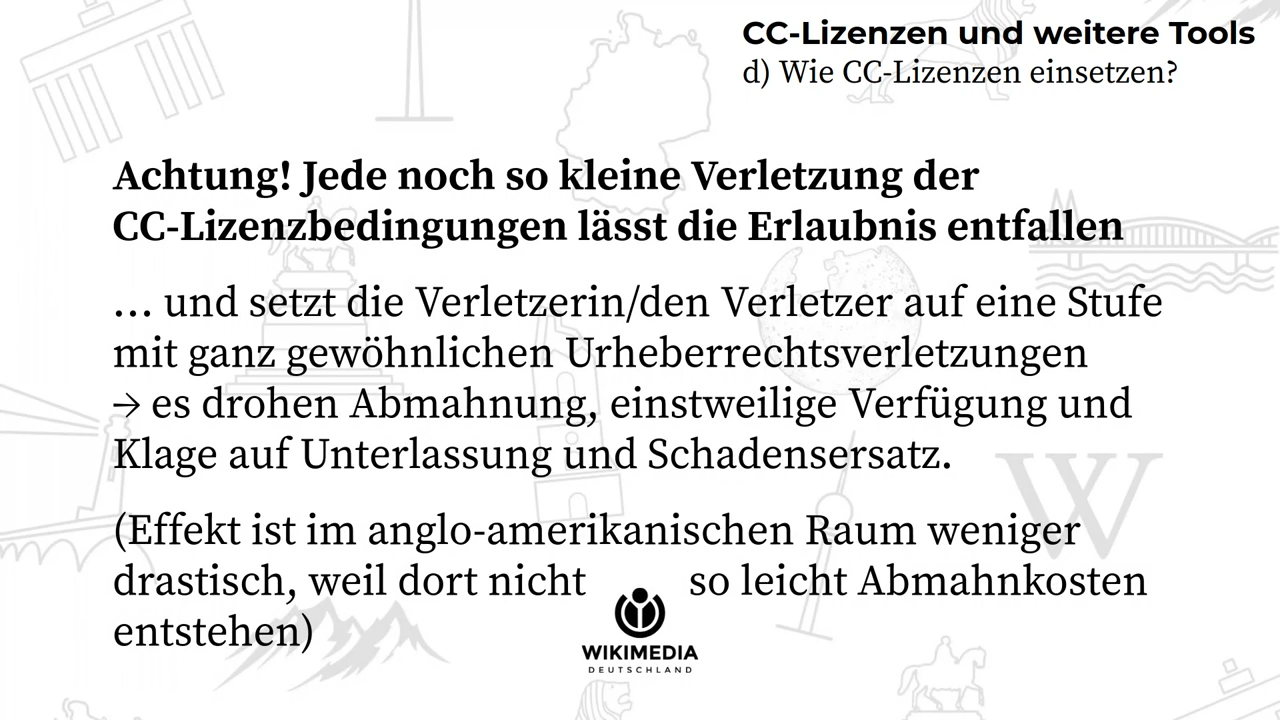 CC-Lizenzen und weitere Tools
d) Wie CC-Lizenzen einsetzen?
Achtung! Jede noch so kleine Verletzung der
CC-Lizenzbedingungen lässt die Erlaubnis entfallen
… und setzt die Verletzerin/den Verletzer auf eine Stufe
mit ganz gewöhnlichen Urheberrechtsverletzungen
→ es drohen Abmahnung, einstweilige Verfügung und
Klage auf Unterlassung und Schadensersatz.
(Effekt ist im anglo-amerikanischen Raum weniger
drastisch, weil dort nicht so leicht Abmahnkosten
entstehen)
W
WIKIMEDIA
DEUTSCHLAND